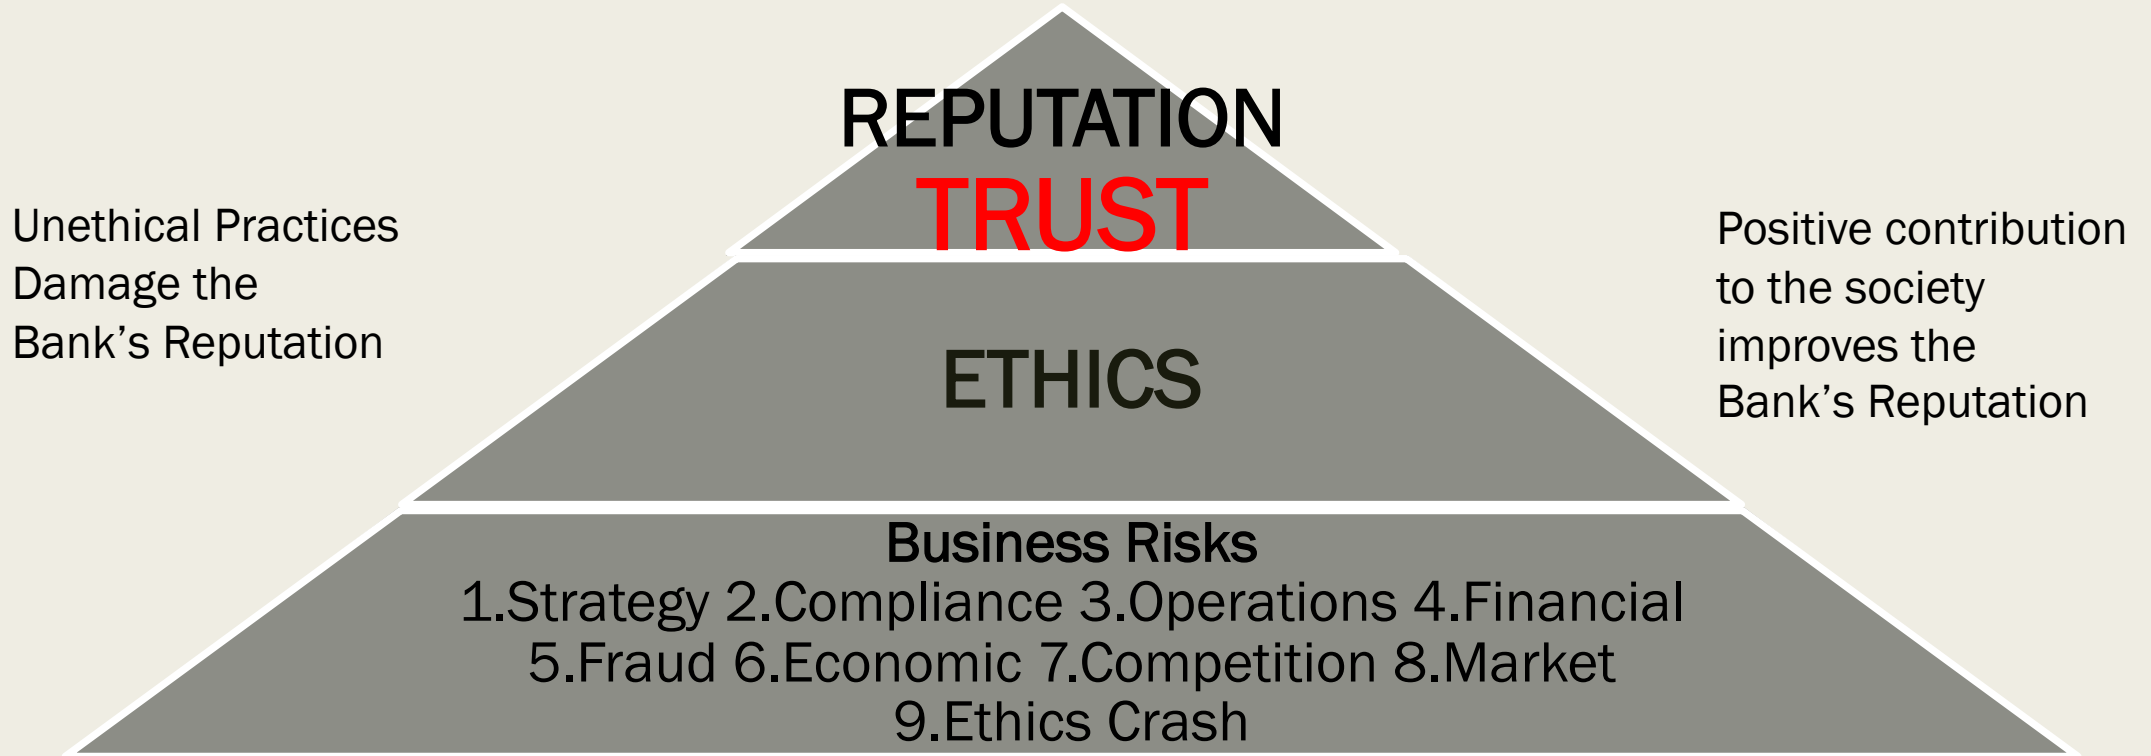 REPUTATION
TRUST
Unethical Practices
Damage the
Bank’s Reputation
Positive contribution
to the society
improves the
Bank’s Reputation
ETHICS
Business Risks
1.Strategy 2.Compliance 3.Operations 4.Financial
5.Fraud 6.Economic 7.Competition 8.Market
9.Ethics Crash